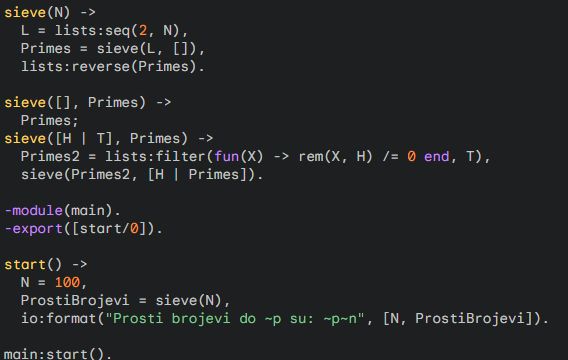 sieve(N) ->
  L = lists:seq(2, N),
  Primes = sieve(L, []),
  lists:reverse(Primes).

sieve([], Primes) ->
  Primes;
sieve([H | T], Primes) ->
  Primes2 = lists:filter(fun(X) -> rem(X, H) /= 0 end, T),
  sieve(Primes2, [H | Primes]).

-module(main).
-export([start/0]).

start() ->
  N = 100,
  ProstiBrojevi = sieve(N),
  io:format("Prosti brojevi do ~p su: ~p~n", [N, ProstiBrojevi]).

main:start().